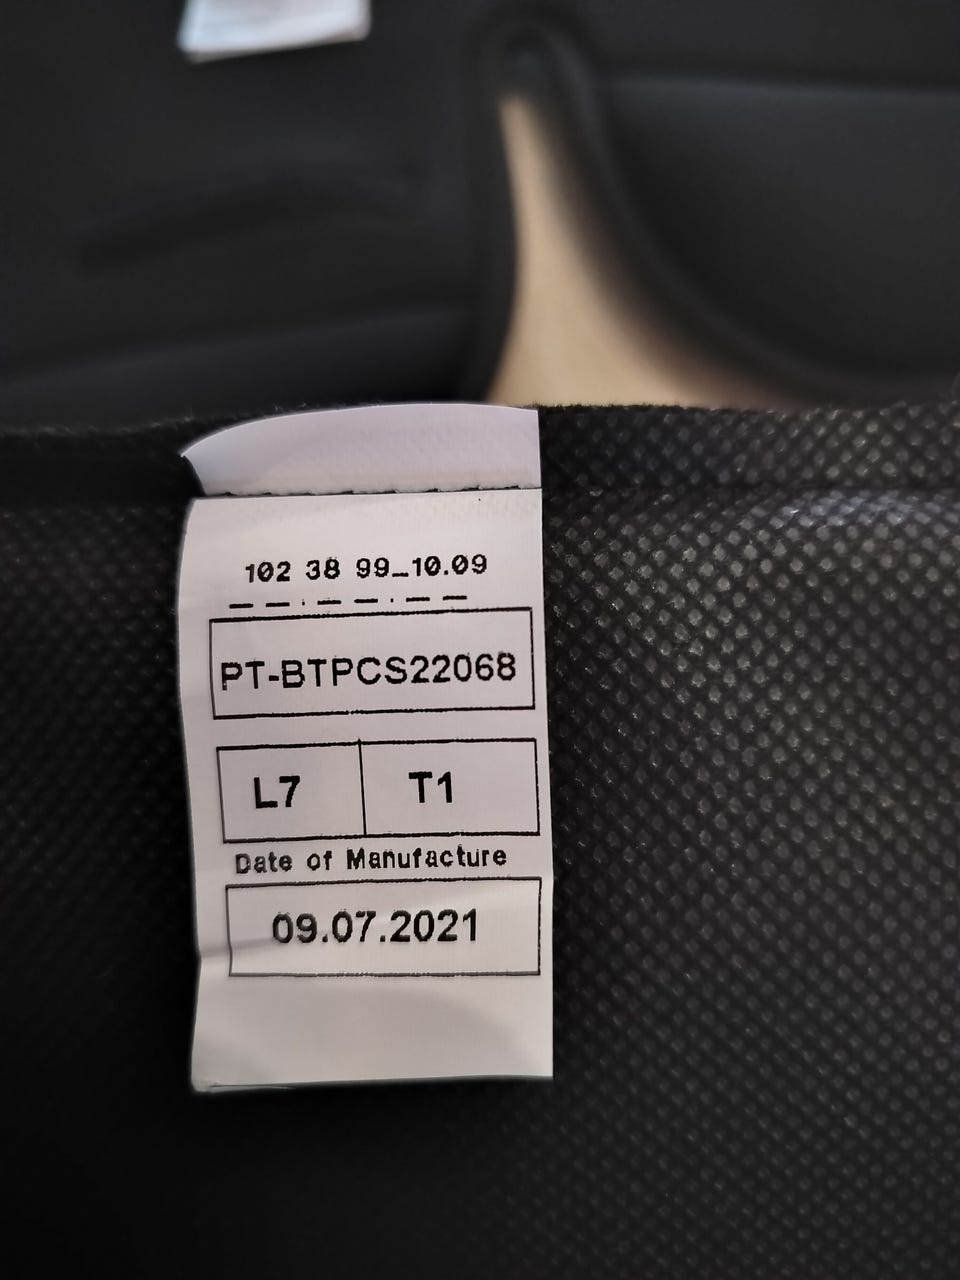 102 38 99_10.09
PT-BTPCS22068
L7 T1
Date of Manufacture
09.07.2021